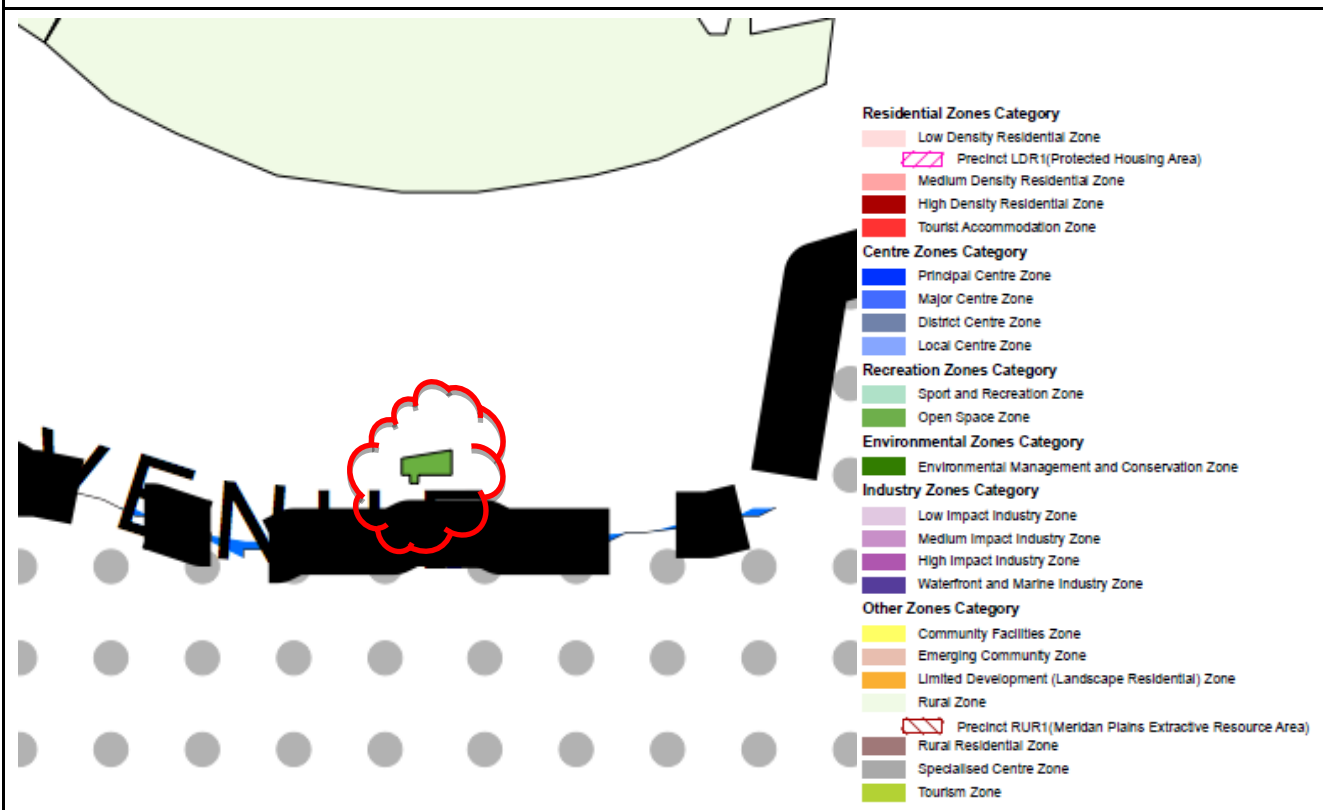 Residential Zones Category
Low Density Residential Zone
Precinct LDR1(Protected Housing Area)
Medium Density Residential Zone
High Density Residential Zone
Tourist Accommodation Zone
Centre Zones Category
Principal Centre Zone
Major Centre Zone
District Centre Zone
Local Centre Zone
Recreation Zones Category
Sport and Recreation Zone
Open Space Zone
Environmental Zones Category
Environmental Management and Conservation Zone
Industry Zones Category
Low Impact Industry Zone
Medium Impact Industry Zone
High Impact Industry Zone
Waterfront and Marine Industry Zone
Other Zones Category
Community Facilities Zone
Emerging Community Zone
Limited Development (Landscape Residential) Zone
Rural Zone
Precinct RUR1(Meridan Plains Extractive Resource Area)
Rural Residential Zone
Specialised Centre Zone
Tourism Zone